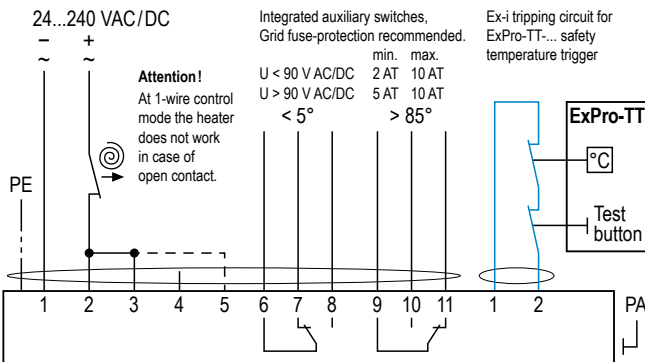 24...240 VAC/DC
– +
~ ~
Attention!
At 1-wire control
mode the heater
does not work
in case of
open contact.
PE
Integrated auxiliary switches,
Grid fuse-protection recommended.
min. max.
U < 90 V AC/DC 2 AT 10 AT
U > 90 V AC/DC 5 AT 10 AT
< 5° > 85°
Ex-i tripping circuit for
ExPro-TT-... safety
temperature trigger
ExPro-TT
°C
Test
button
1 2 3 4 5 6 7 8 9 10 11 1 2 PA